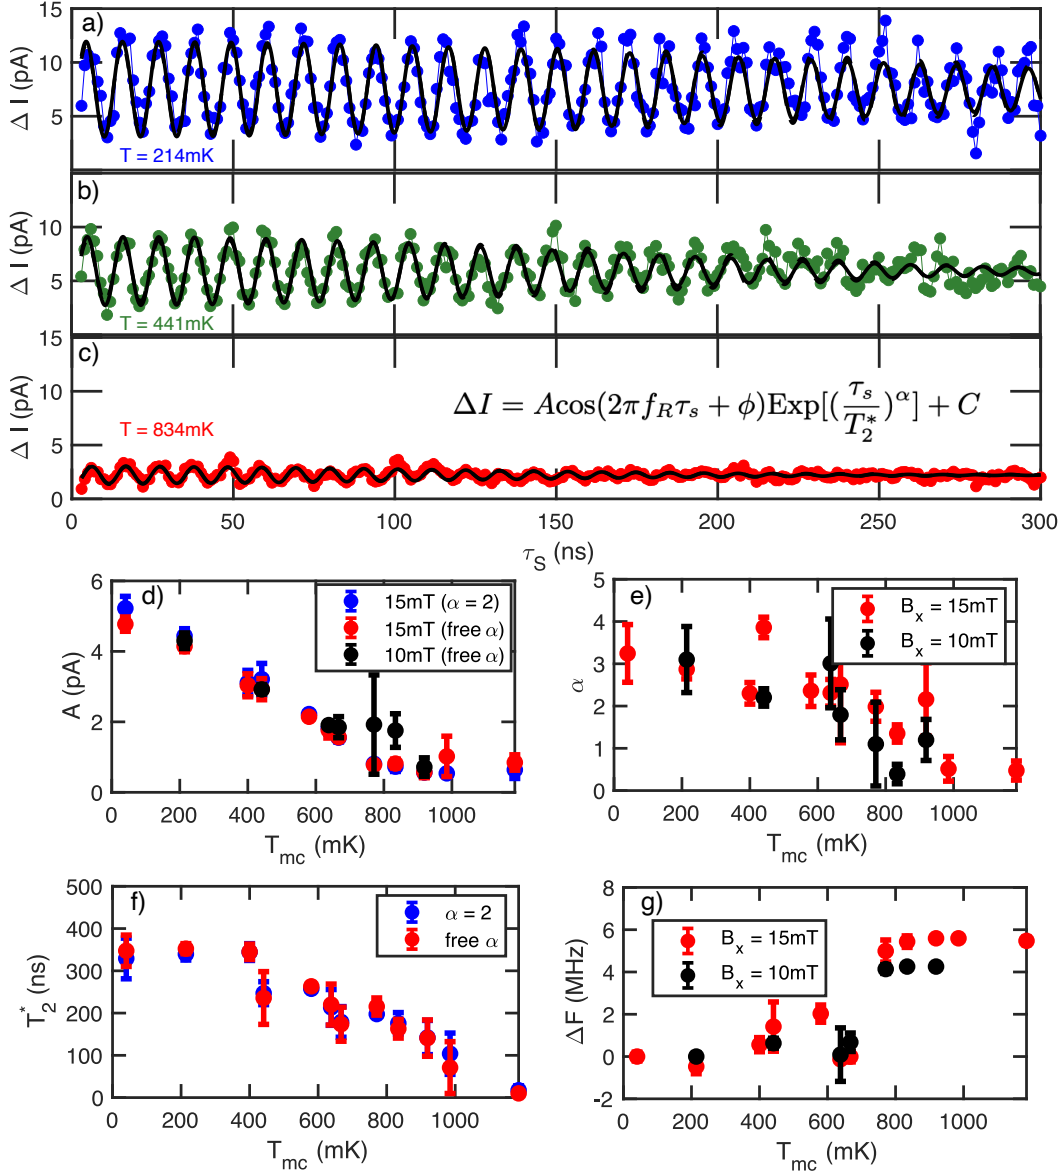 a)
15
10
5
Δ I (pA)
T = 214mK
b)
10
5
0
Δ I (pA)
T = 441mK
c)
15
10
5
0
Δ I (pA)
T = 834mK
ΔI = Acos(2πf_Rτ_s + ϕ)Exp[(τ_s/T_2^*)^α] + C
0 50 100 150 200 250 300
τ_S (ns)
d)
15mT (α = 2)
15mT (free α)
10mT (free α)
6
4
2
0
A (pA)
0 200 400 600 800 1000
T_mc (mK)
e)
B_x = 15mT
B_x = 10mT
5
4
3
2
1
0
α
0 200 400 600 800 1000
T_mc (mK)
f)
α = 2
free α
500
400
300
200
100
0
T_2^* (ns)
0 200 400 600 800 1000
T_mc (mK)
g)
B_x = 15mT
B_x = 10mT
8
6
4
2
0
-2
ΔF (MHz)
0 200 400 600 800 1000
T_mc (mK)